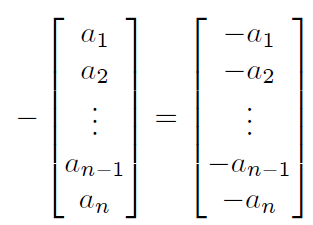 a₁ −a₁
a₂ −a₂
⋮ ⋮
− =
aₙ₋₁ −aₙ₋₁
aₙ −aₙ